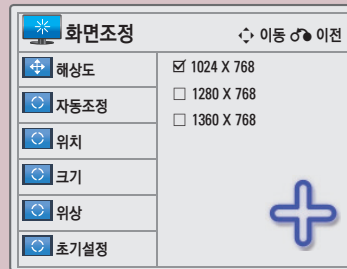 화면조정
이동 이전
해상도
자동조정
위치
크기
위상
초기설정
1024 X 768
1280 X 768
1360 X 768